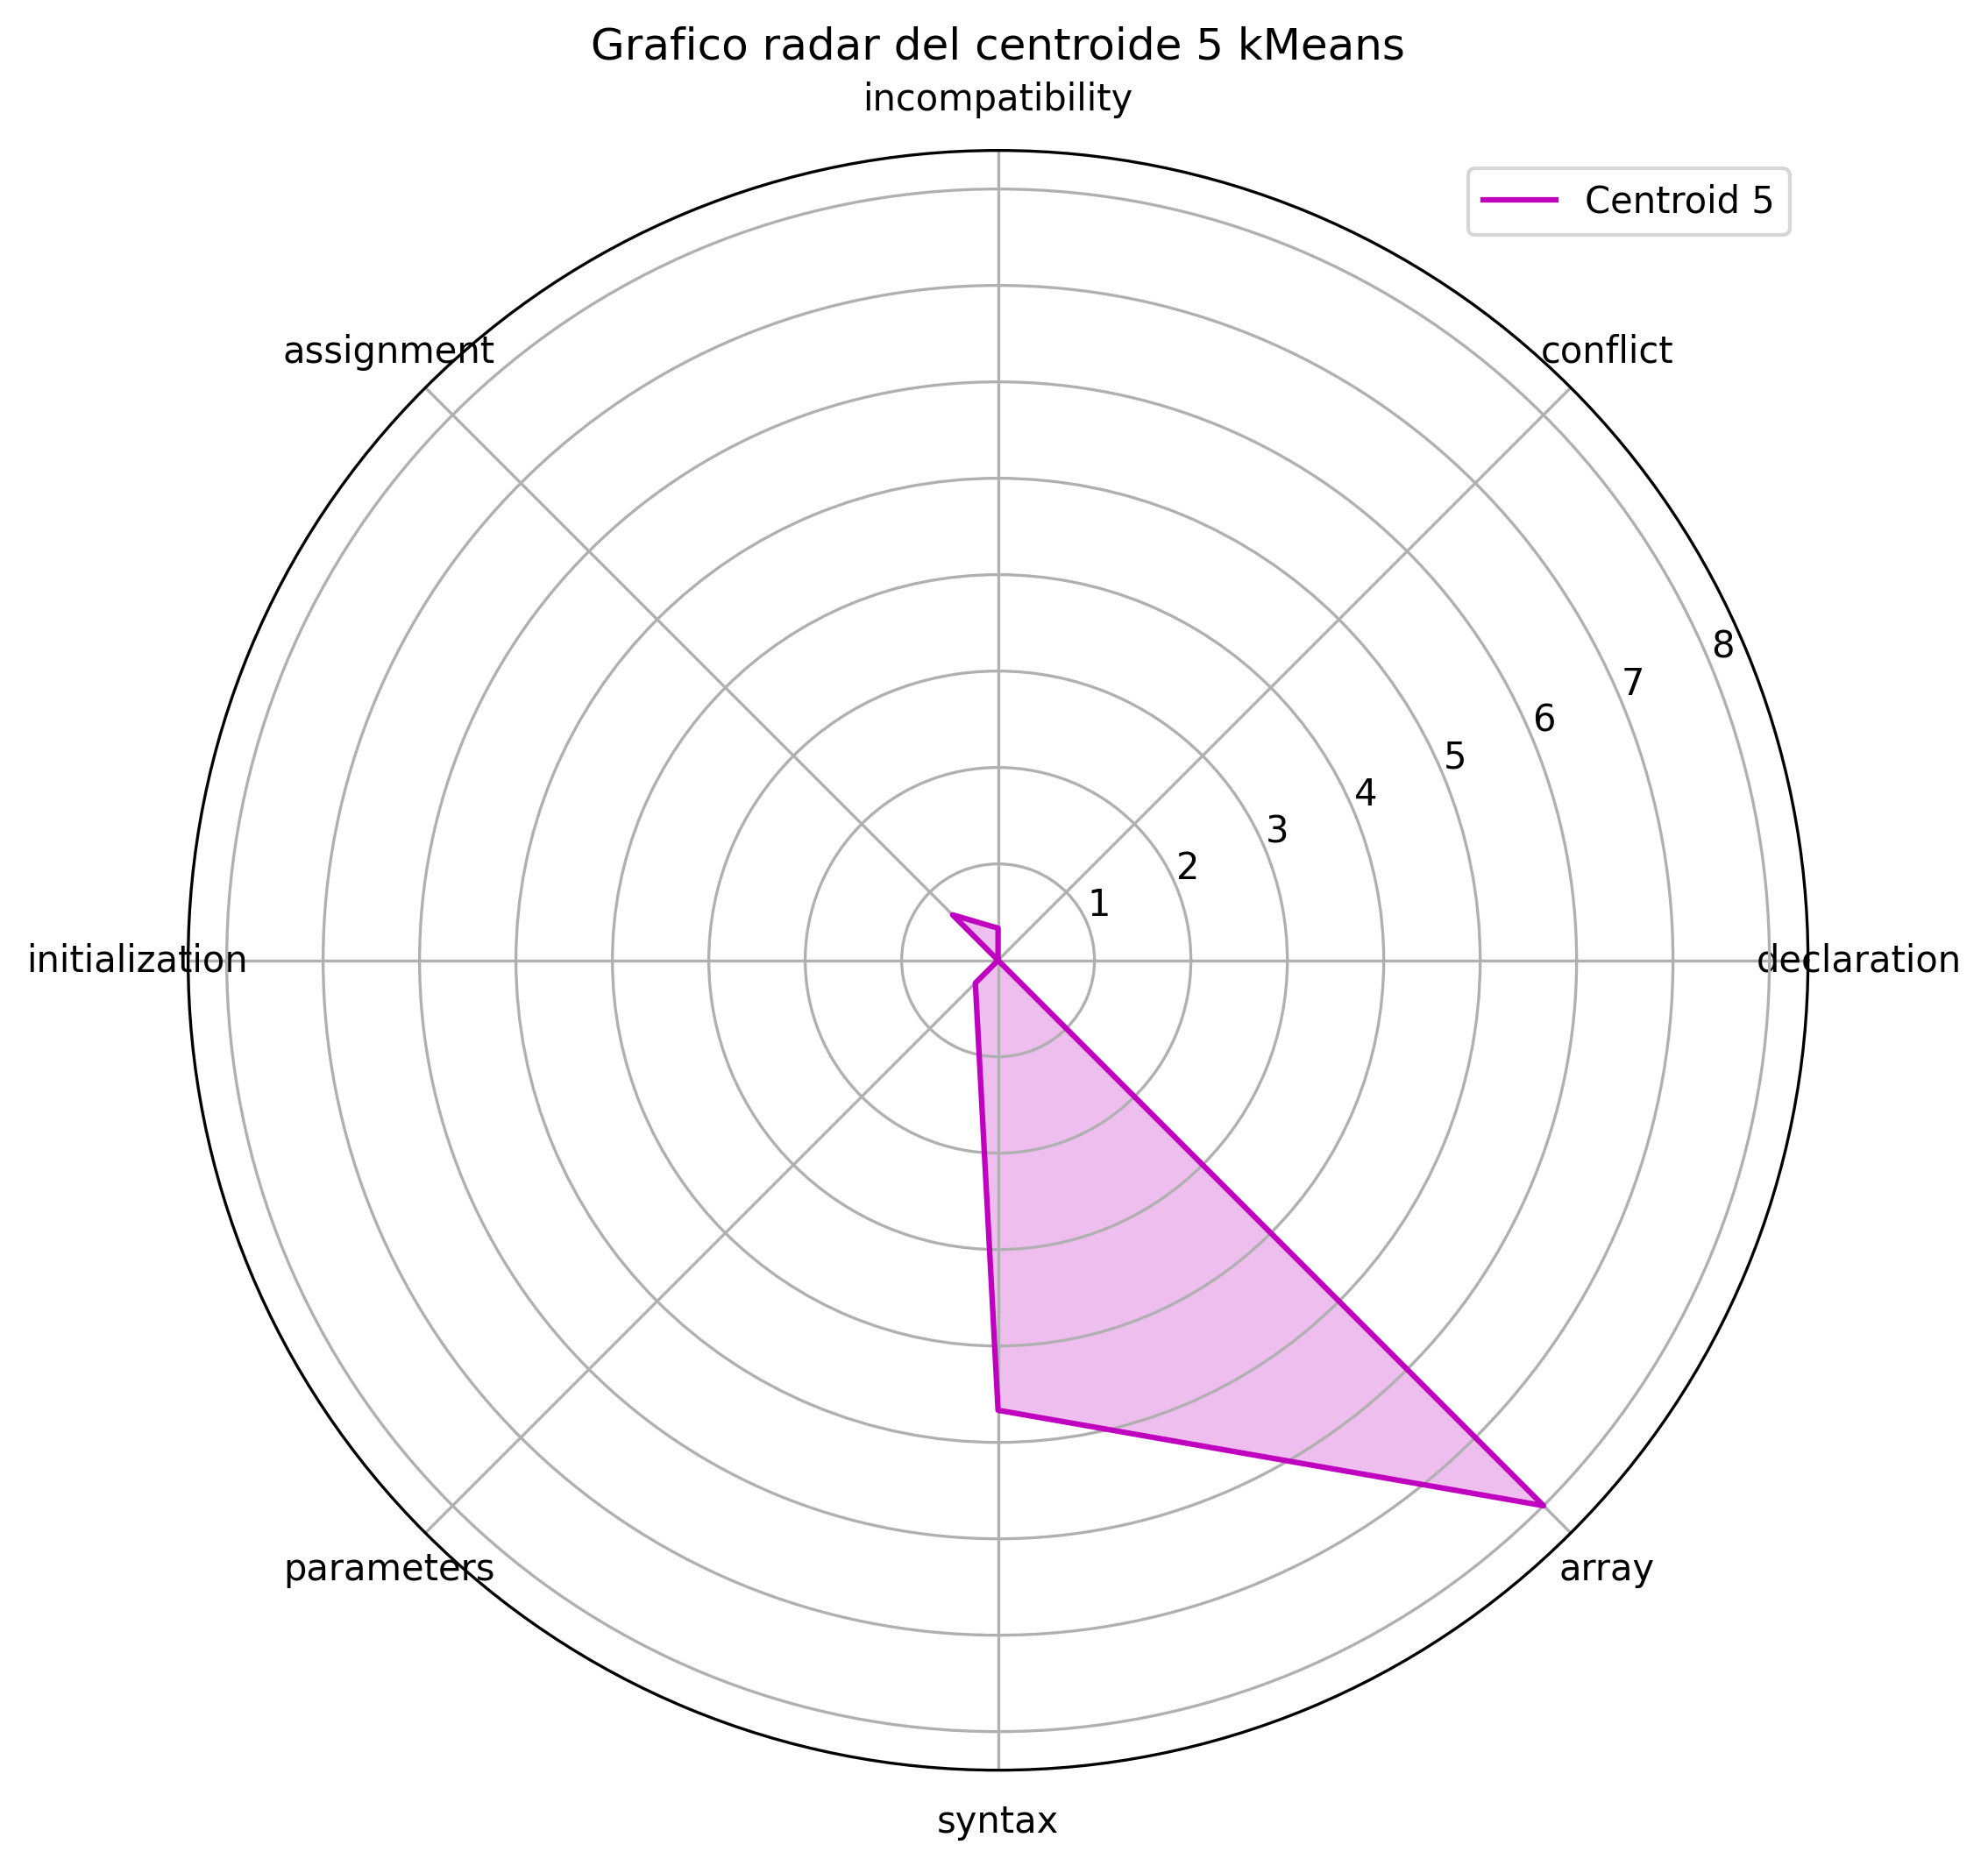 Grafico radar del centroide 5 kMeans
incompatibility
Centroid 5
assignment
conflict
8
7
6
5
4
3
2
1
initialization
declaration
parameters
array
syntax